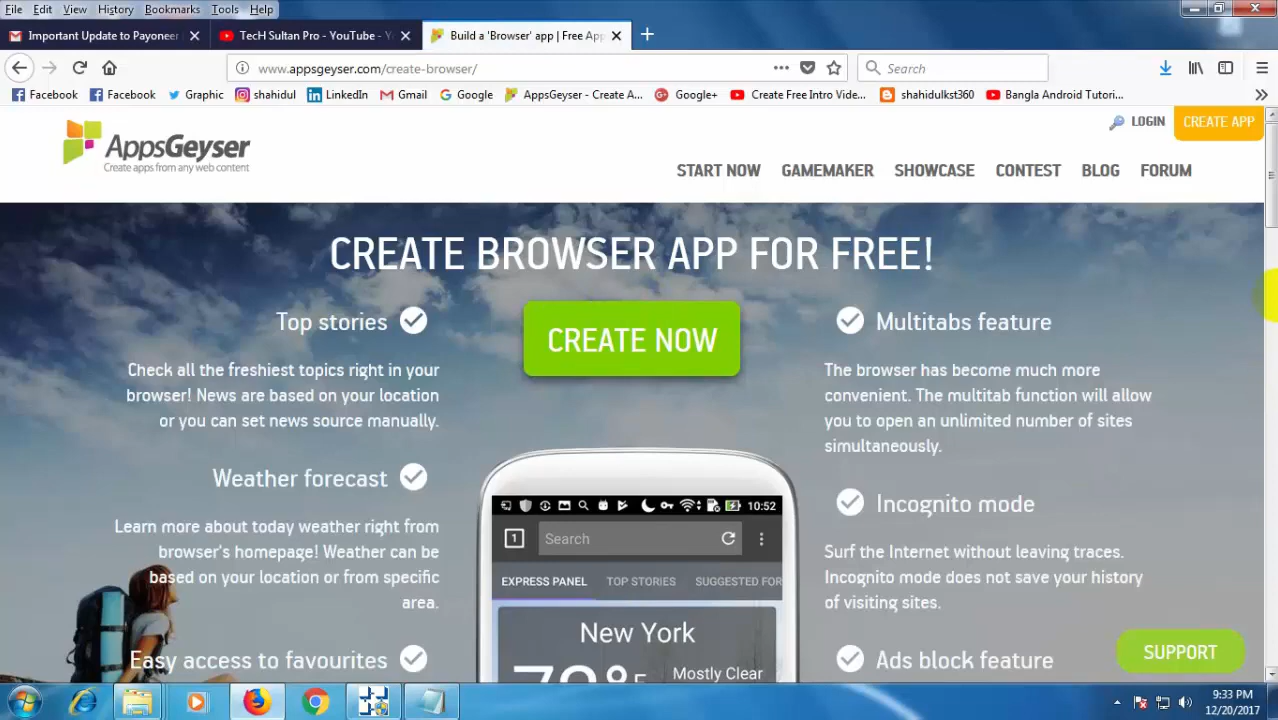 File Edit View History Bookmarks Tools Help
Important Update to Payoneer
TecH Sultan Pro - YouTube - Y
Build a 'Browser' app | Free App
www.appsgeyser.com/create-browser/
Search
Facebook Facebook Graphic shahidul LinkedIn Gmail Google AppsGeyser - Create A... Google+ Create Free Intro Vide... shahidulkst360 Bangla Android Tutori...
LOGIN
CREATE APP
AppsGeyser
Create apps from any web content
START NOW GAMEMAKER SHOWCASE CONTEST BLOG FORUM
CREATE BROWSER APP FOR FREE!
Top stories
Check all the freshiest topics right in your
browser! News are based on your location
or you can set news source manually.
Weather forecast
Learn more about today weather right from
browser's homepage! Weather can be
based on your location or from specific
area.
Easy access to favourites
CREATE NOW
10:52
1
Search
EXPRESS PANEL TOP STORIES SUGGESTED FOR
New York
Mostly Clear
Multitabs feature
The browser has become much more
convenient. The multitab function will allow
you to open an unlimited number of sites
simultaneously.
Incognito mode
Surf the Internet without leaving traces.
Incognito mode does not save your history
of visiting sites.
Ads block feature
SUPPORT
9:33 PM
12/20/2017